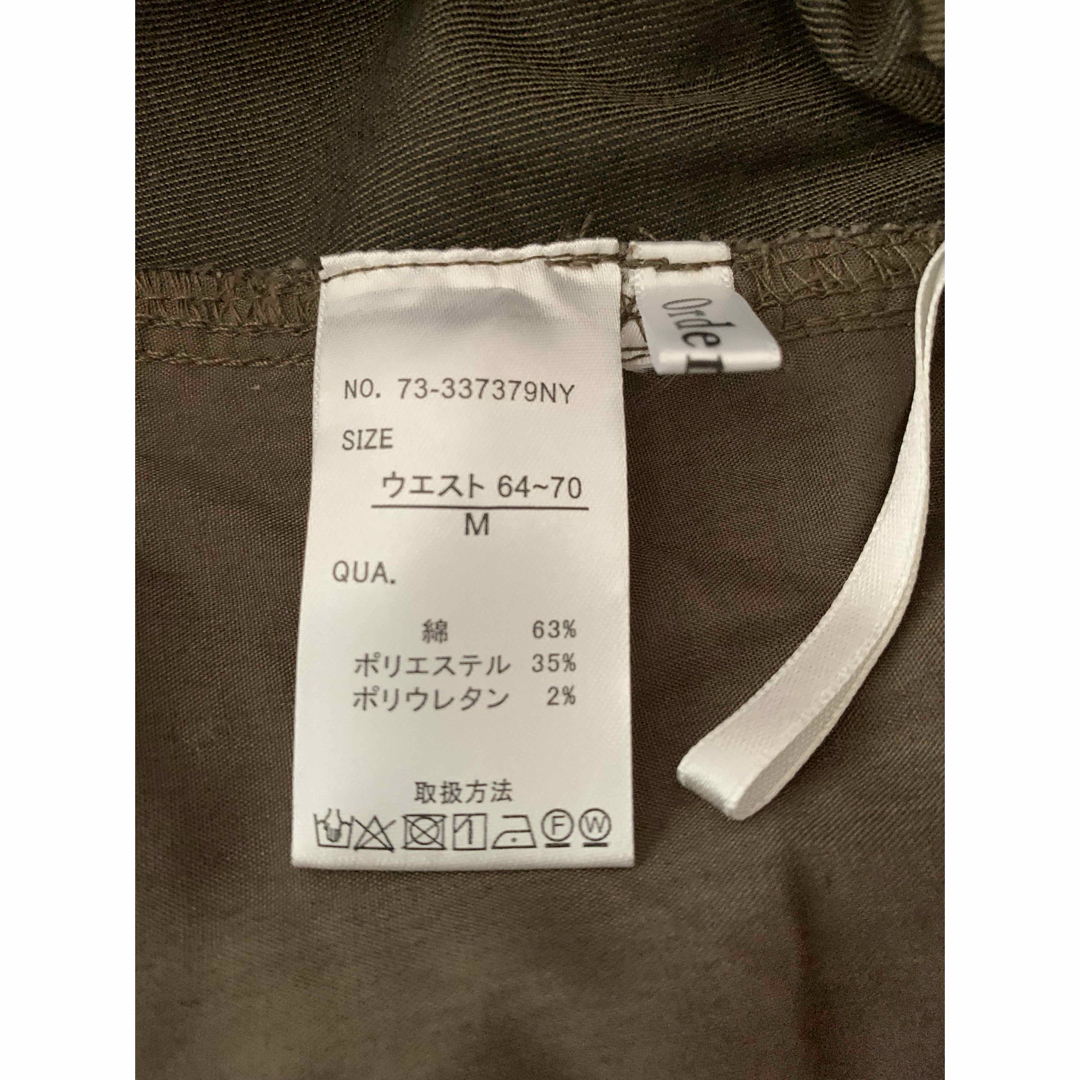 NO. 73-337379NY
SIZE
ウエスト 64~70
M
QUA.
綿 63%
ポリエステル 35%
ポリウレタン 2%
取扱方法
F W